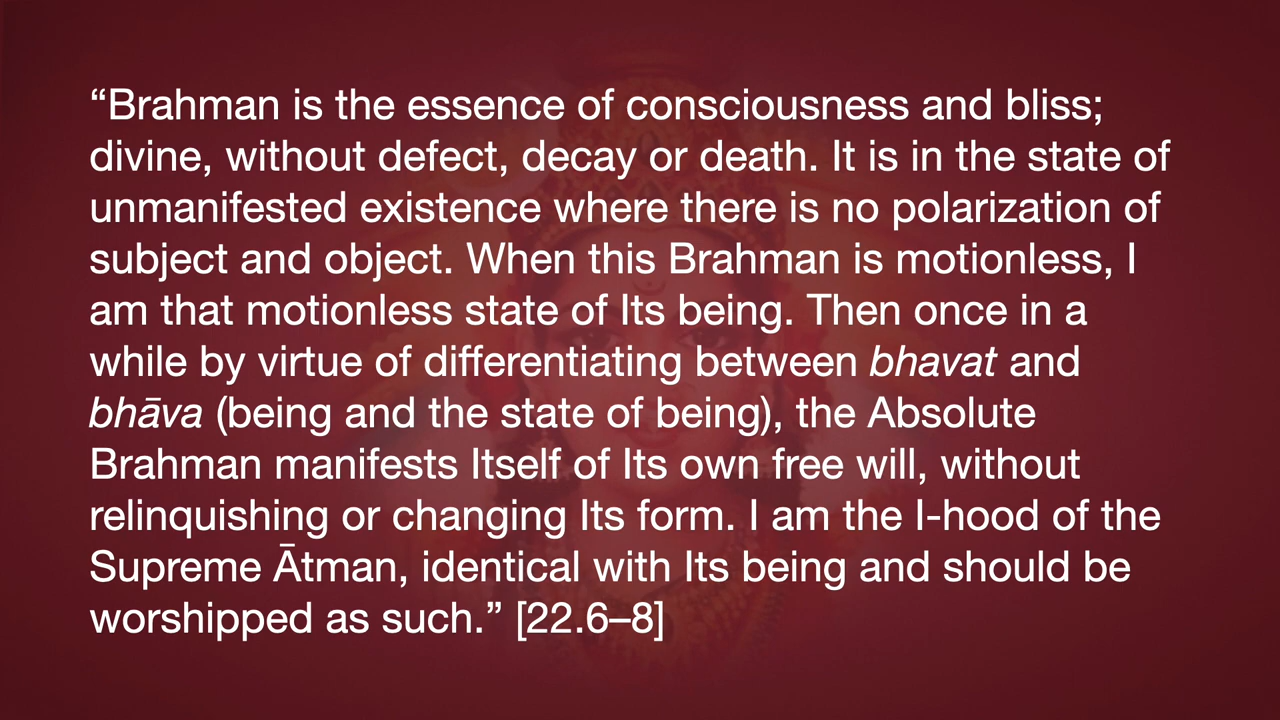 “Brahman is the essence of consciousness and bliss;
divine, without defect, decay or death. It is in the state of
unmanifested existence where there is no polarization of
subject and object. When this Brahman is motionless, I
am that motionless state of Its being. Then once in a
while by virtue of differentiating between bhavat and
bhāva (being and the state of being), the Absolute
Brahman manifests Itself of Its own free will, without
relinquishing or changing Its form. I am the I-hood of the
Supreme Ātman, identical with Its being and should be
worshipped as such.” [22.6–8]